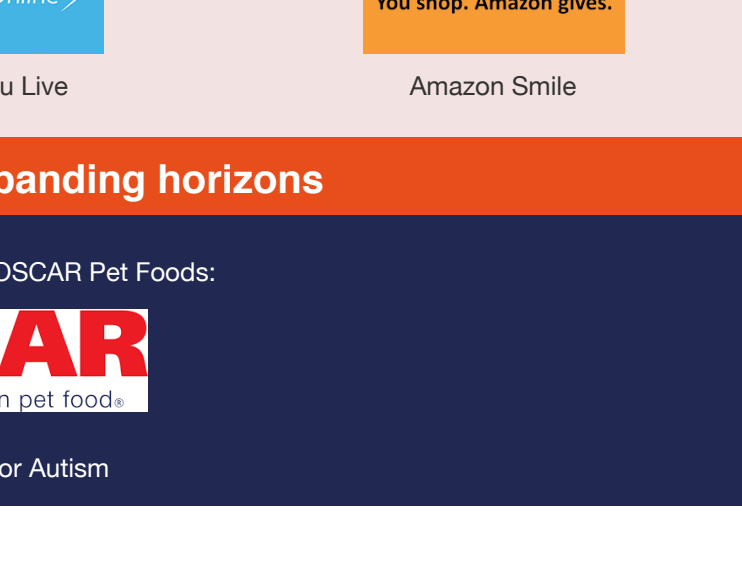 You shop. Amazon gives.
u Live
Amazon Smile
panding horizons
OSCAR Pet Foods:
AR
n pet food®
or Autism